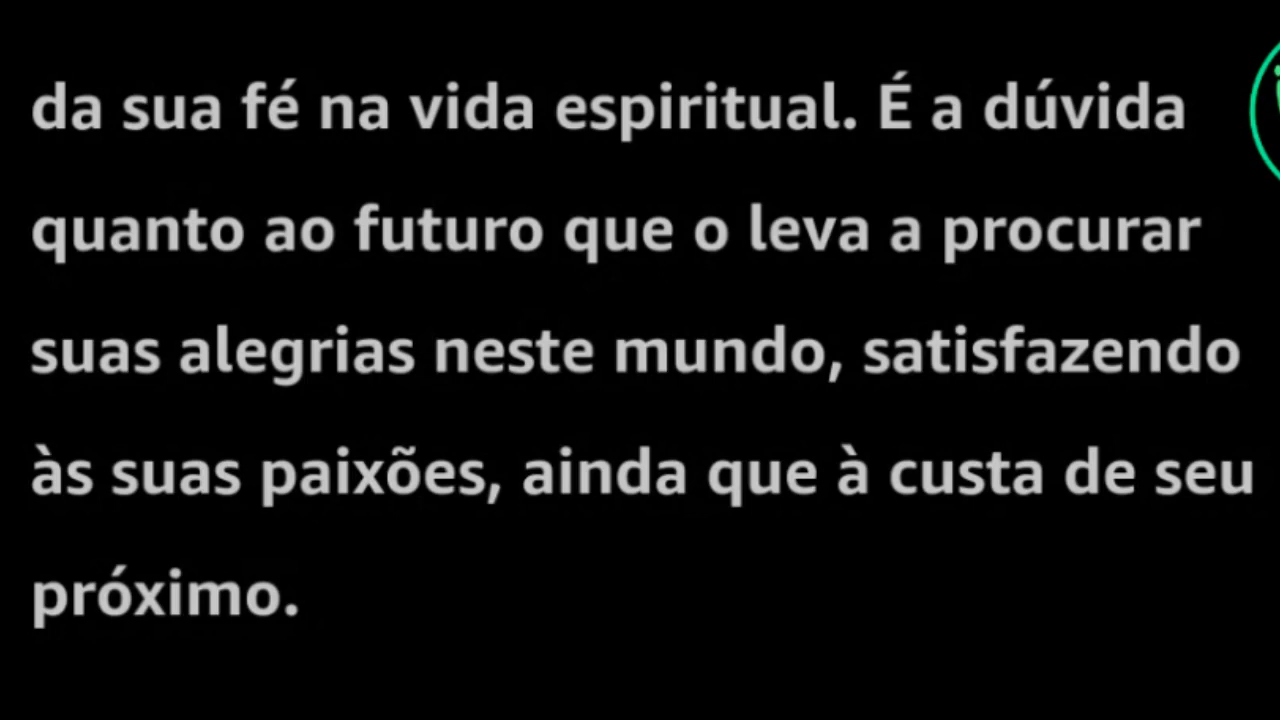 da sua fé na vida espiritual. É a dúvida
quanto ao futuro que o leva a procurar
suas alegrias neste mundo, satisfazendo
às suas paixões, ainda que à custa de seu
próximo.